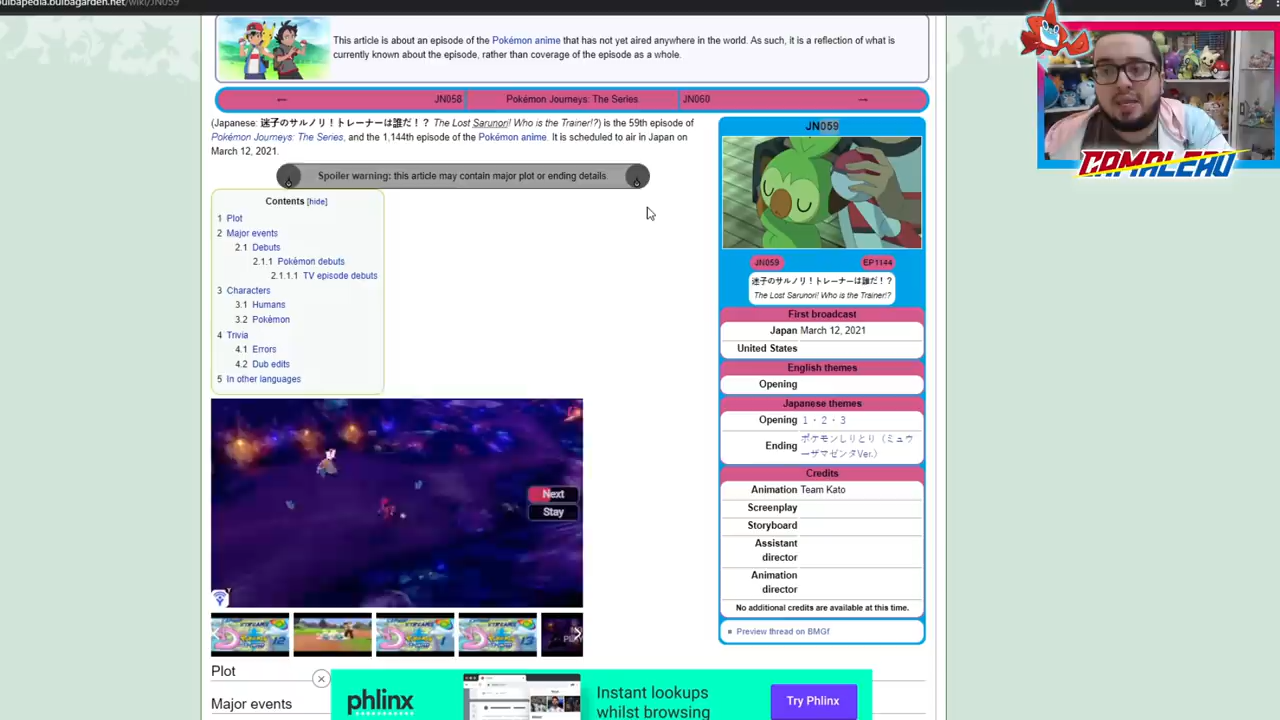 bulbapedia.bulbagarden.net/wiki/JN059
This article is about an episode of the Pokémon anime that has not yet aired anywhere in the world. As such, it is a reflection of what is
currently known about the episode, rather than coverage of the episode as a whole.
← JN058 Pokémon Journeys: The Series JN060 →
(Japanese: 迷子のサルノリ！トレーナーは誰だ！？ The Lost Sarunori! Who is the Trainer!?) is the 59th episode of
Pokémon Journeys: The Series, and the 1,144th episode of the Pokémon anime. It is scheduled to air in Japan on
March 12, 2021.
Spoiler warning: this article may contain major plot or ending details.
Contents [hide]
1 Plot
2 Major events
2.1 Debuts
2.1.1 Pokémon debuts
2.1.1.1 TV episode debuts
3 Characters
3.1 Humans
3.2 Pokémon
4 Trivia
4.1 Errors
4.2 Dub edits
5 In other languages
Next
Stay
12
1
13
Plot
Major events
JN059
JN059 EP1144
迷子のサルノリ！トレーナーは誰だ！？
The Lost Sarunori! Who is the Trainer!?
First broadcast
Japan March 12, 2021
United States
English themes
Opening
Japanese themes
Opening 1・2・3
Ending ポケモンしりとり（ミュウ
ーザマゼンタVer.）
Credits
Animation Team Kato
Screenplay
Storyboard
Assistant
director
Animation
director
No additional credits are available at this time.
Preview thread on BMGf
CAMALEAU
phlinx
Instant lookups
whilst browsing
Try Phlinx